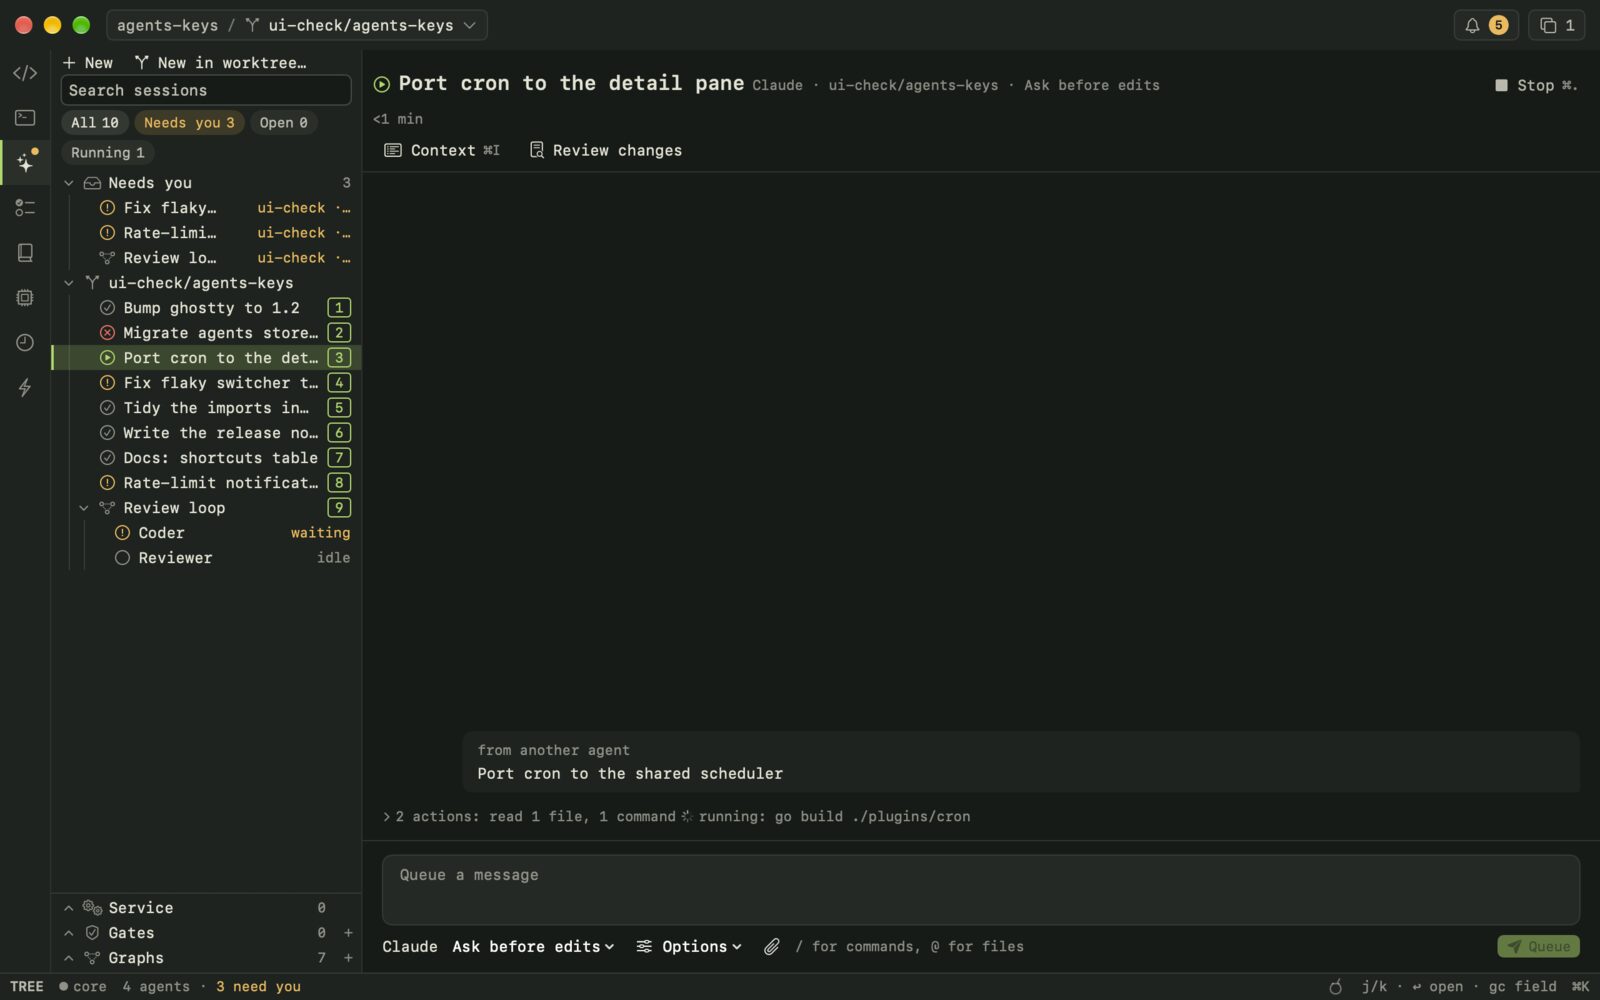 agents-keys / ui-check/agents-keys
5
1
+ New New in worktree…
Search sessions
All 10 Needs you 3 Open 0
Running 1
Needs you 3
Fix flaky… ui-check ·…
Rate-limi… ui-check ·…
Review lo… ui-check ·…
ui-check/agents-keys
Bump ghostty to 1.2 1
Migrate agents store… 2
Port cron to the det… 3
Fix flaky switcher t… 4
Tidy the imports in… 5
Write the release no… 6
Docs: shortcuts table 7
Rate-limit notificat… 8
Review loop 9
Coder waiting
Reviewer idle
Service 0
Gates 0 +
Graphs 7 +
Port cron to the detail pane Claude · ui-check/agents-keys · Ask before edits
Stop ⌘.
<1 min
Context ⌘I Review changes
from another agent
Port cron to the shared scheduler
2 actions: read 1 file, 1 command running: go build ./plugins/cron
Queue a message
Claude Ask before edits Options / for commands, @ for files
Queue
TREE core 4 agents · 3 need you
j/k · ↩ open · gc field ⌘K